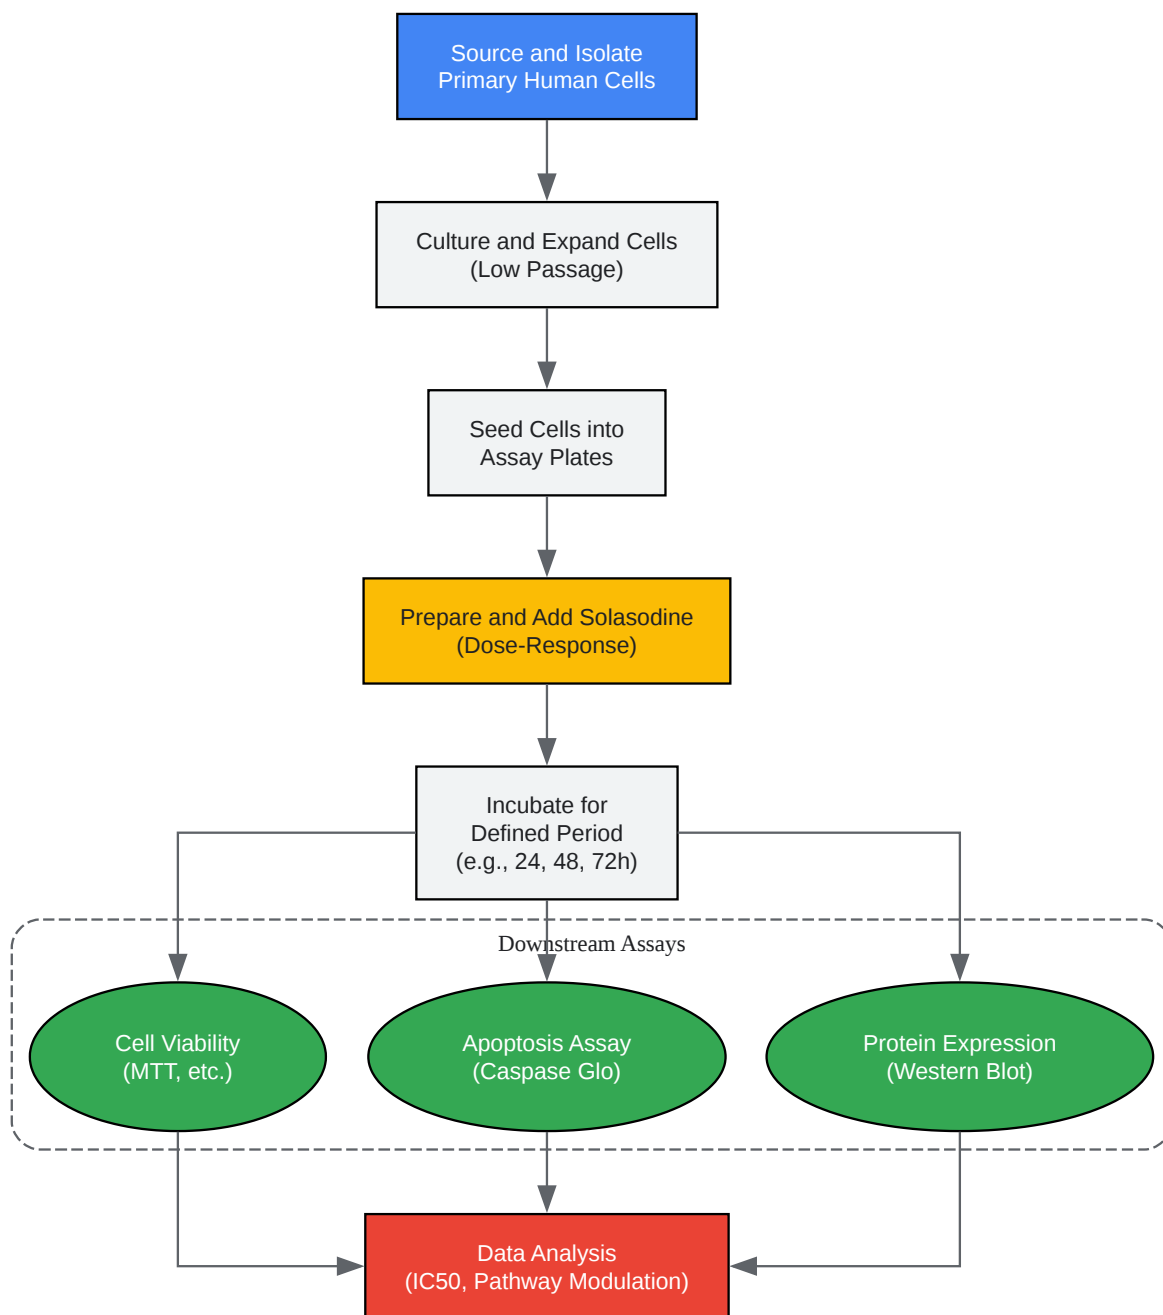 Source and Isolate
Primary Human Cells
Culture and Expand Cells
(Low Passage)
Seed Cells into
Assay Plates
Prepare and Add Solasodine
(Dose-Response)
Incubate for
Defined Period
(e.g., 24, 48, 72h)
Downstream Assays
Cell Viability
(MTT, etc.)
Apoptosis Assay
(Caspase Glo)
Protein Expression
(Western Blot)
Data Analysis
(IC50, Pathway Modulation)